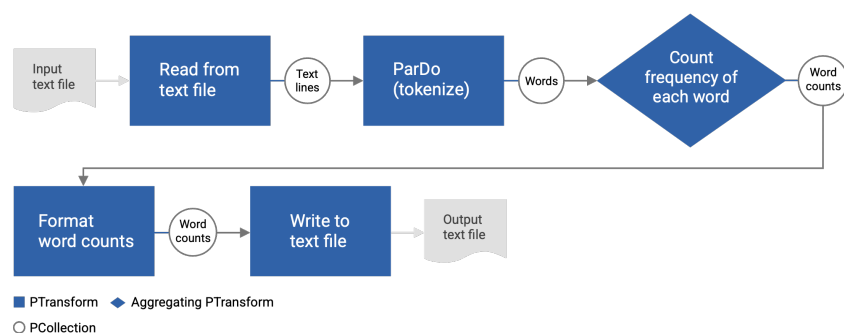 Input
text file
Read from
text file
Text
lines
ParDo
(tokenize)
Words
Count
frequency of
each word
Word
counts
Format
word counts
Word
counts
Write to
text file
Output
text file
PTransform
Aggregating PTransform
PCollection